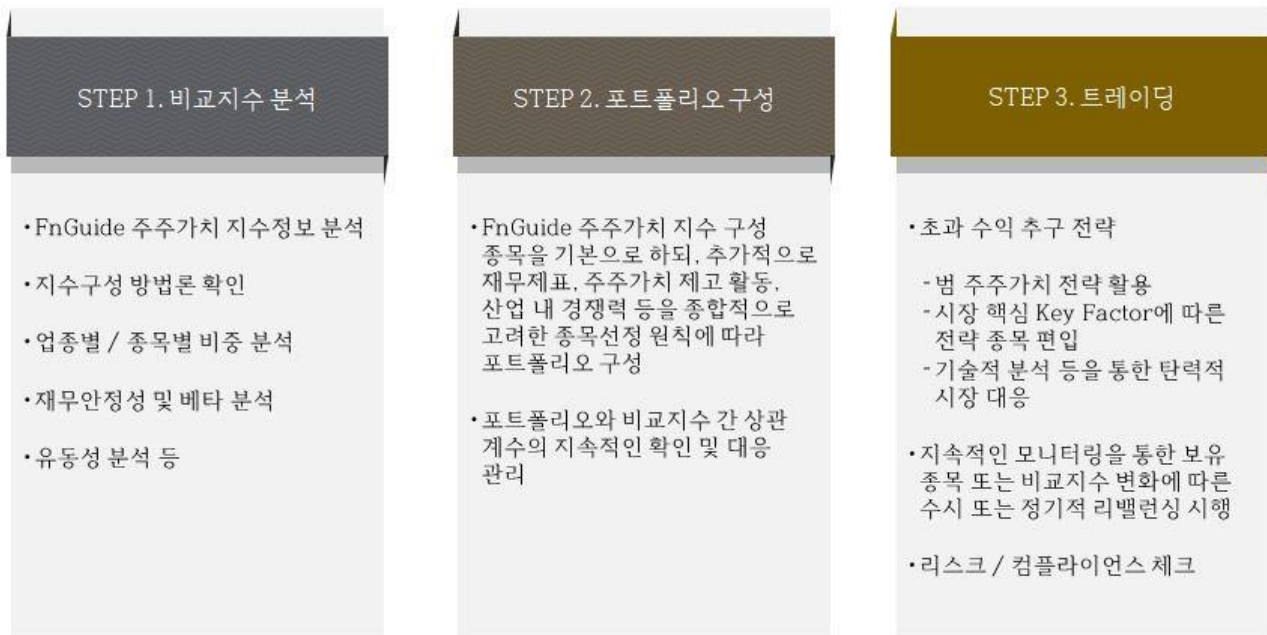 STEP 1. 비교지수 분석
·FnGuide 주주가치 지수정보 분석
·지수구성 방법론 확인
·업종별 / 종목별 비중 분석
·재무안정성 및 베타 분석
·유동성 분석 등
STEP 2. 포트폴리오 구성
·FnGuide 주주가치 지수 구성
종목을 기본으로 하되, 추가적으로
재무제표, 주주가치 제고 활동,
산업 내 경쟁력 등을 종합적으로
고려한 종목선정 원칙에 따라
포트폴리오 구성
·포트폴리오와 비교지수 간 상관
계수의 지속적인 확인 및 대응
관리
STEP 3. 트레이딩
·초과 수익 추구 전략
-범 주주가치 전략 활용
-시장 핵심 Key Factor에 따른
전략 종목 편입
-기술적 분석 등을 통한 탄력적
시장 대응
·지속적인 모니터링을 통한 보유
종목 또는 비교지수 변화에 따른
수시 또는 정기적 리밸런싱 시행
·리스크 / 컴플라이언스 체크